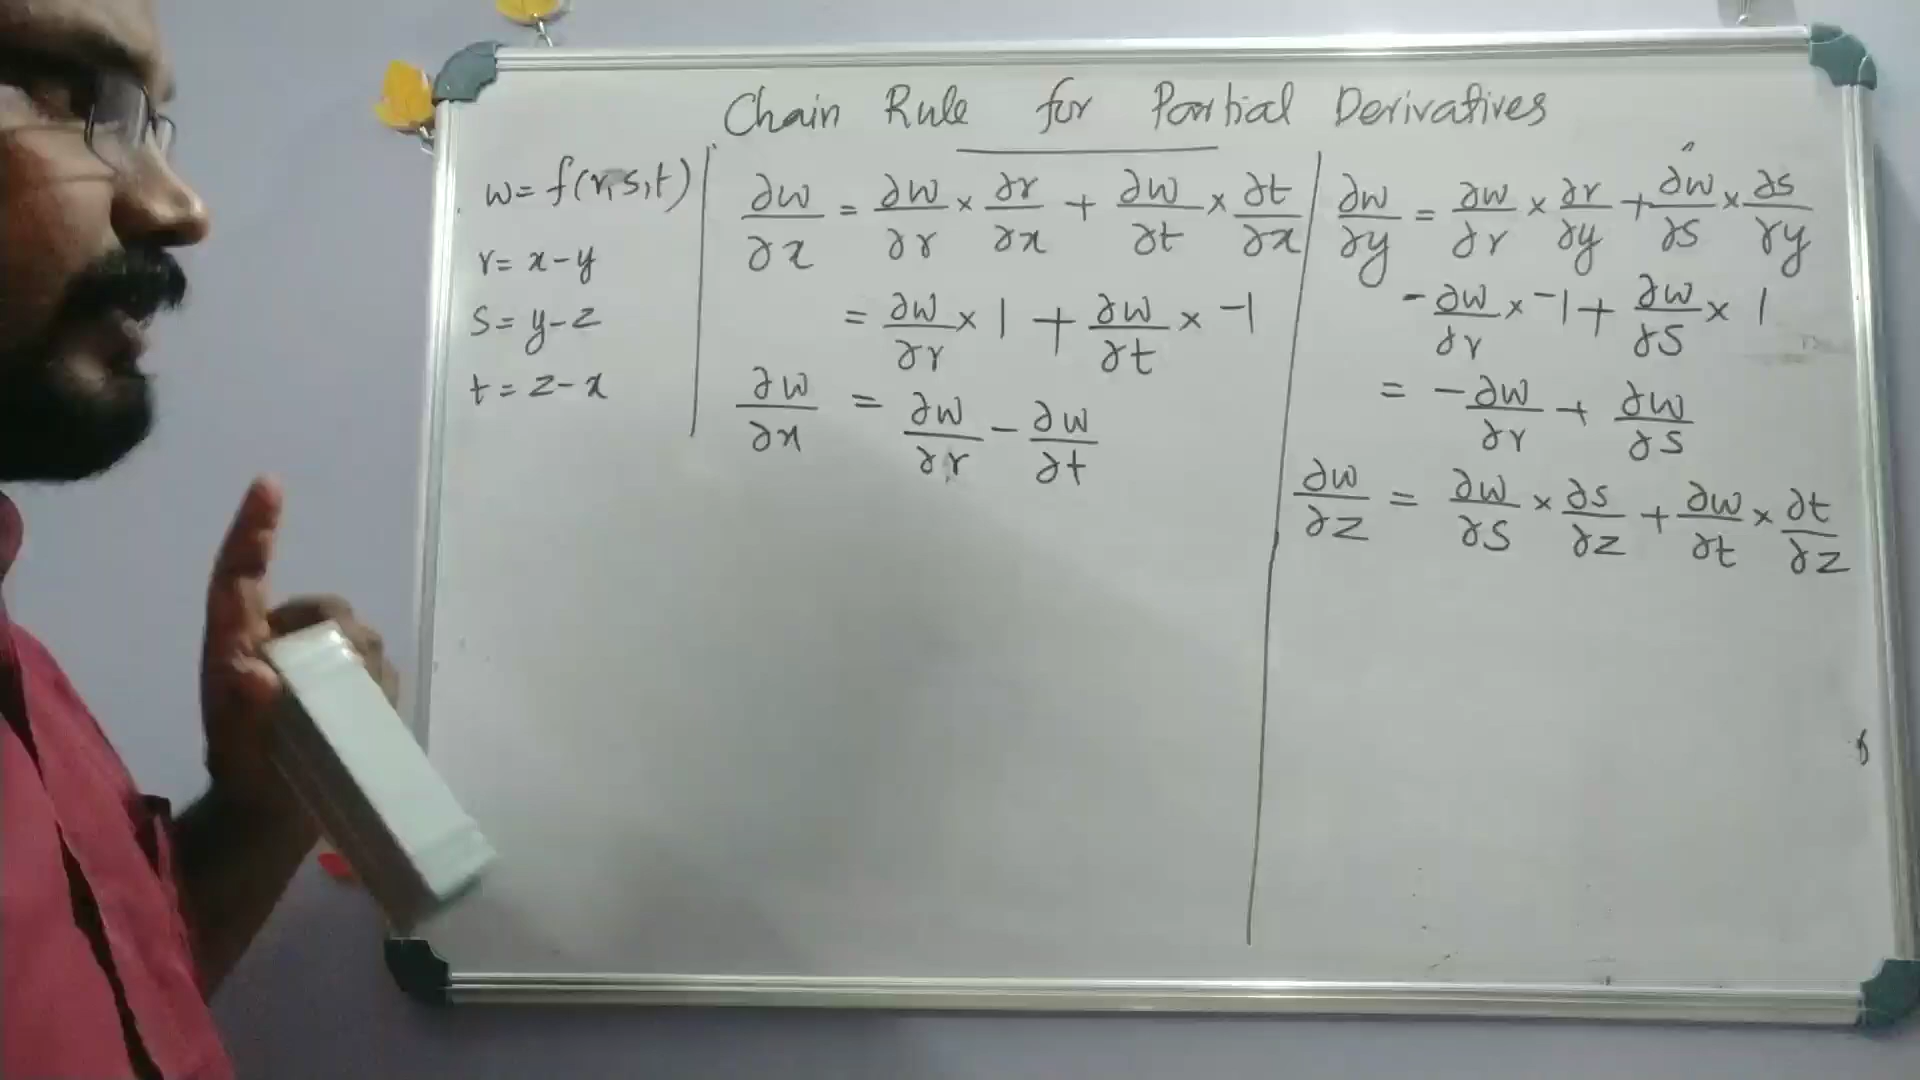 Chain Rule for Partial Derivatives
w = f(r,s,t)
r = x-y
s = y-z
t = z-x
∂w/∂x = ∂w/∂r × ∂r/∂x + ∂w/∂t × ∂t/∂x
= ∂w/∂r × 1 + ∂w/∂t × -1
∂w/∂x = ∂w/∂r - ∂w/∂t
∂w/∂y = ∂w/∂r × ∂r/∂y + ∂w/∂s × ∂s/∂y
- ∂w/∂r × -1 + ∂w/∂s × 1
= -∂w/∂r + ∂w/∂s
∂w/∂z = ∂w/∂s × ∂s/∂z + ∂w/∂t × ∂t/∂z